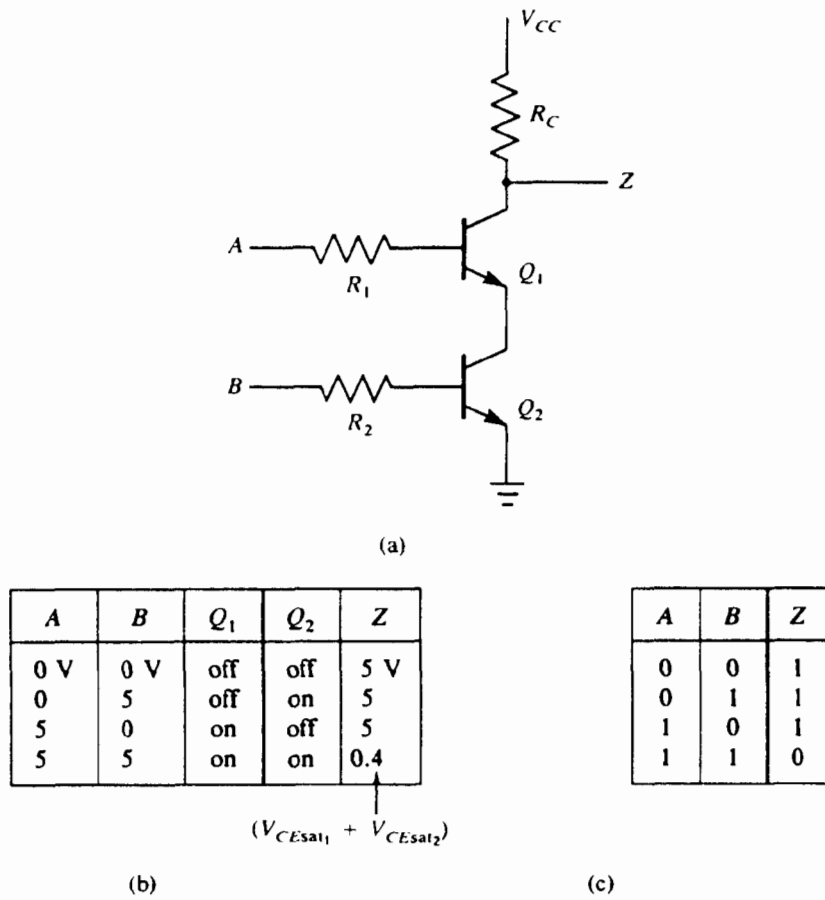 V_CC
R_C
Z
A
R_1
Q_1
B
R_2
Q_2
(a)
A B Q_1 Q_2 Z
0 V 0 V off off 5 V
0 5 off on 5
5 0 on off 5
5 5 on on 0.4
(V_CEsat_1 + V_CEsat_2)
(b)
A B Z
0 0 1
0 1 1
1 0 1
1 1 0
(c)